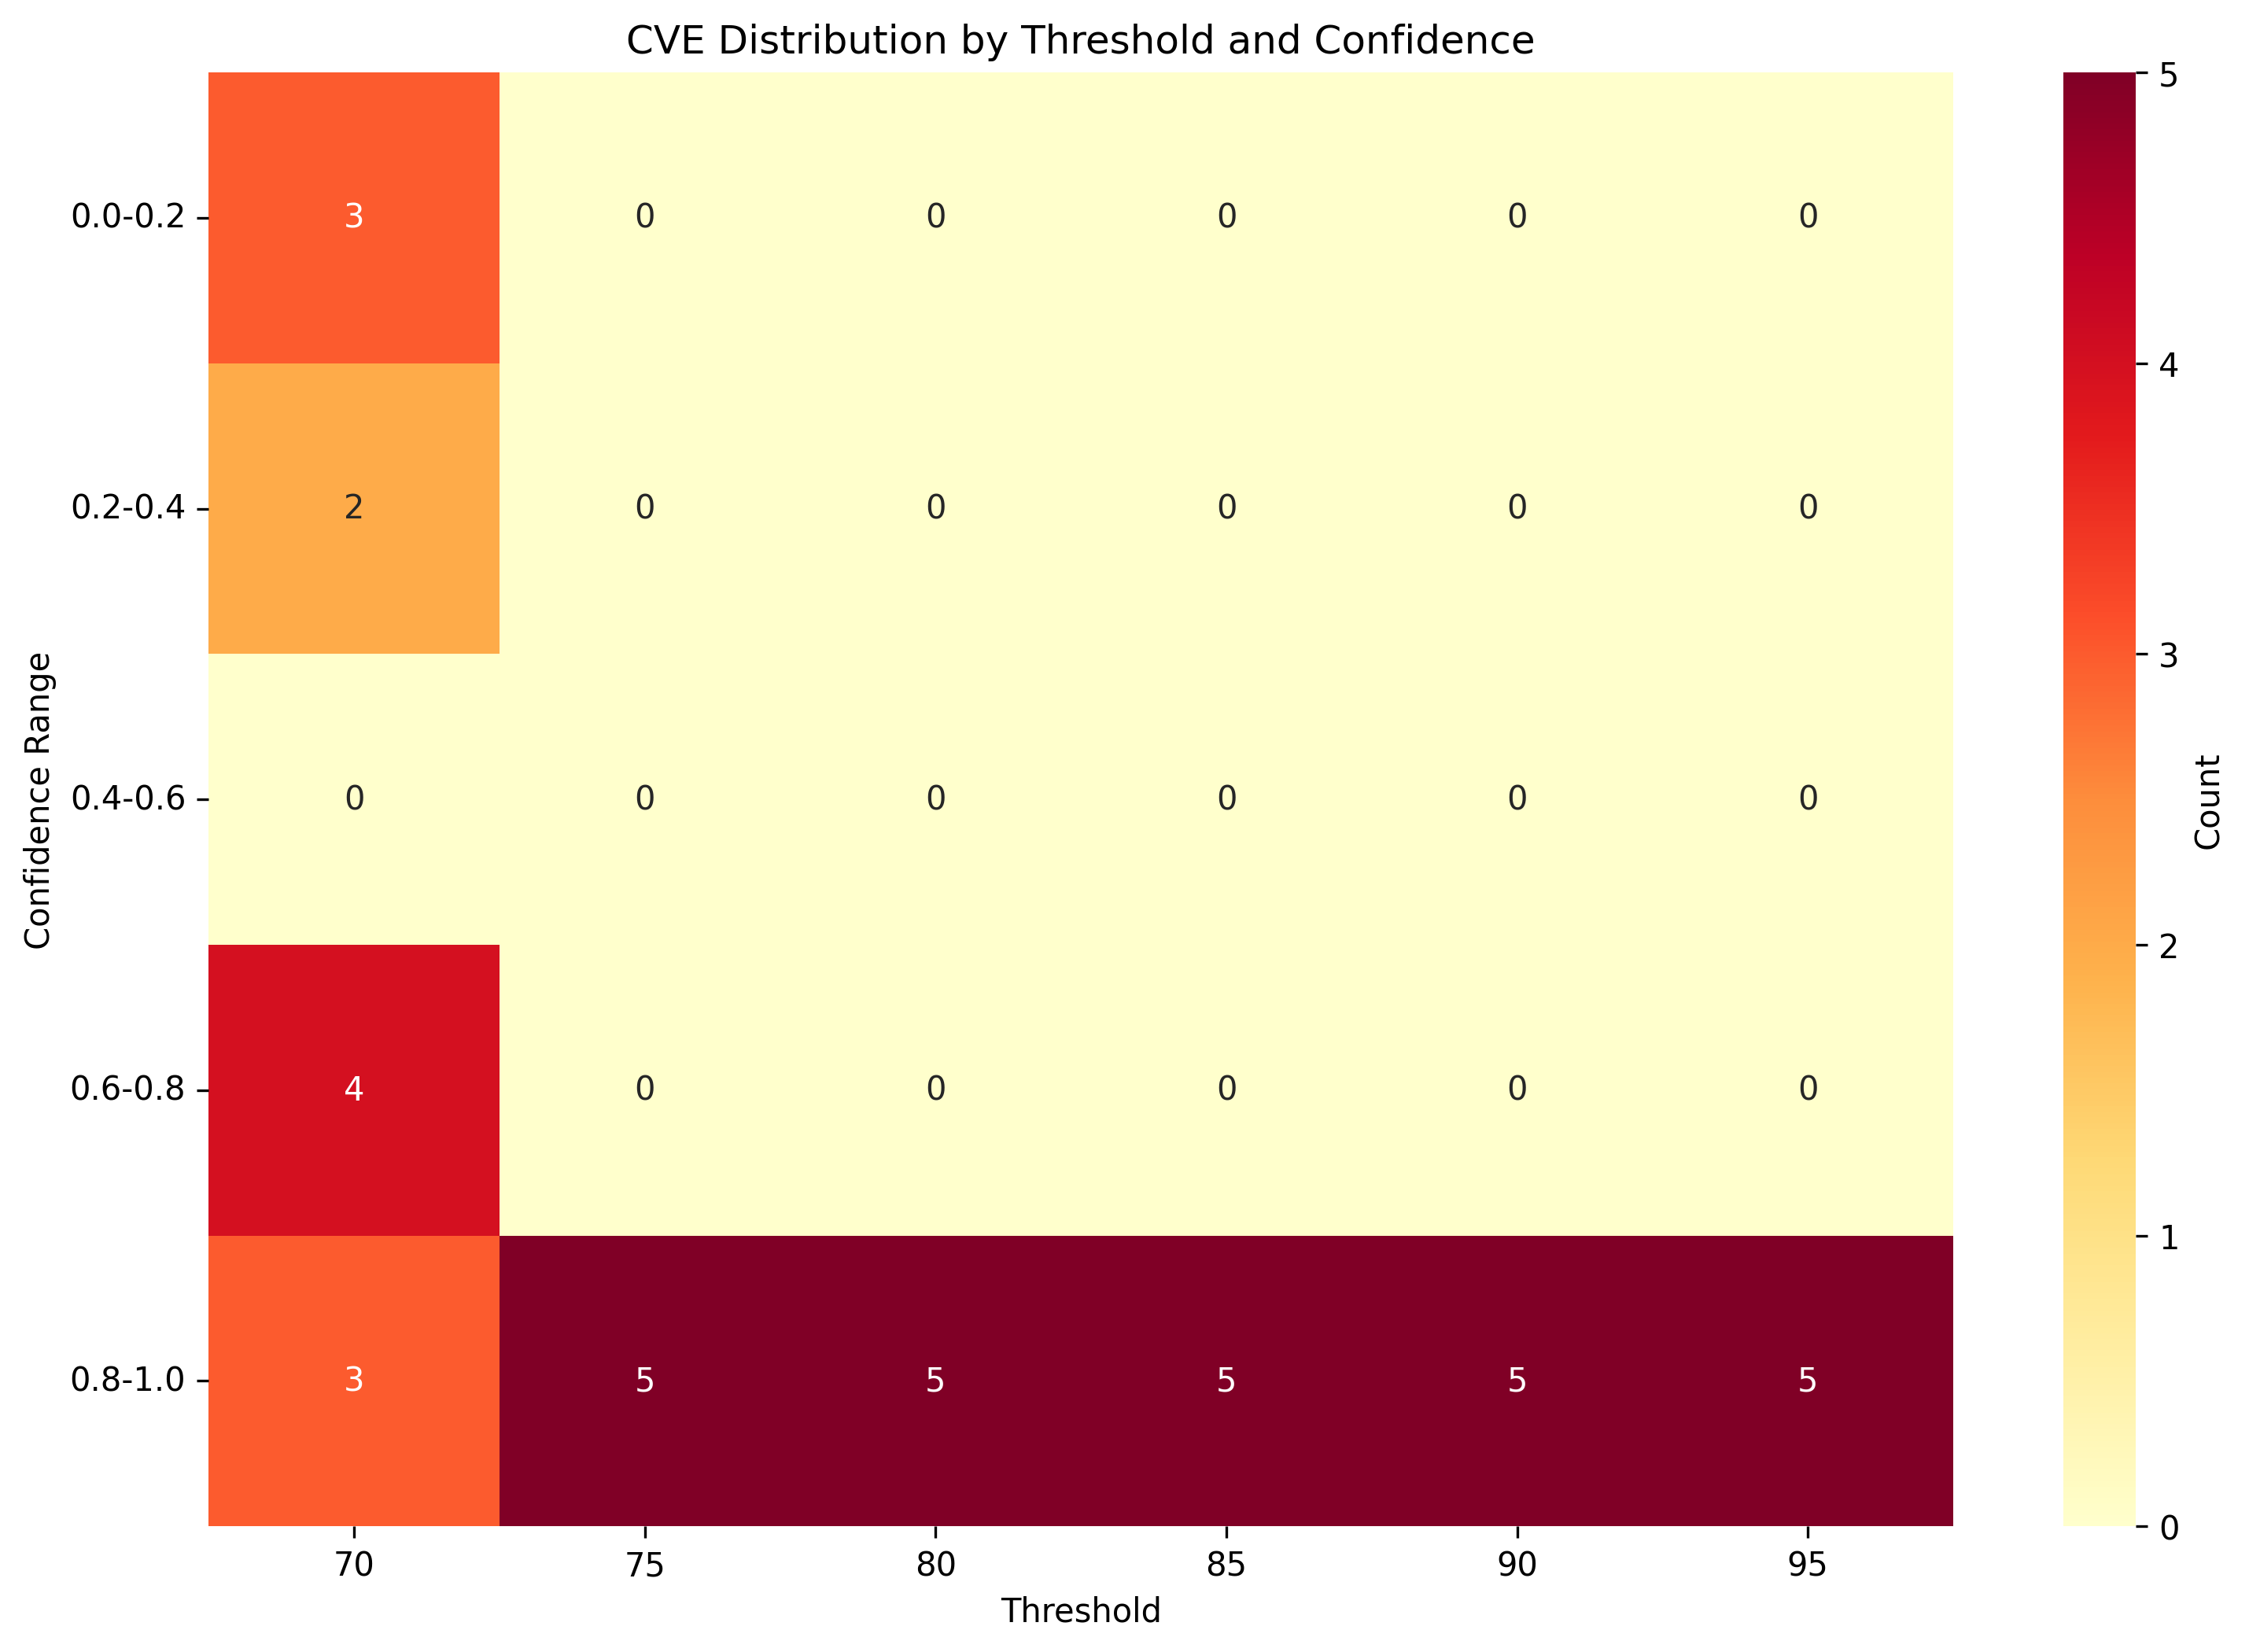 CVE Distribution by Threshold and Confidence
Confidence Range
0.0-0.2 3 0 0 0 0 0
0.2-0.4 2 0 0 0 0 0
0.4-0.6 0 0 0 0 0 0
0.6-0.8 4 0 0 0 0 0
0.8-1.0 3 5 5 5 5 5
70 75 80 85 90 95
Threshold
5
4
3
2
1
0
Count